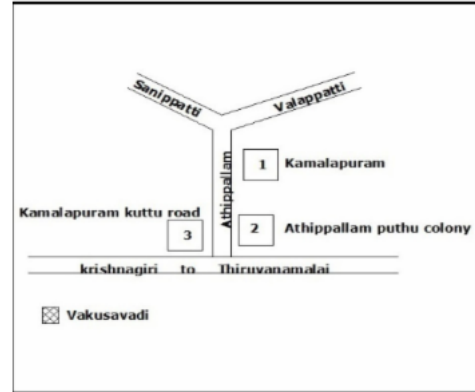 Sanippatti
Valappatti
Athippallam
1 Kamalapuram
Kamalapuram kuttu road
3
2 Athippallam puthu colony
krishnagiri to Thiruvanamalai
Vakusavadi